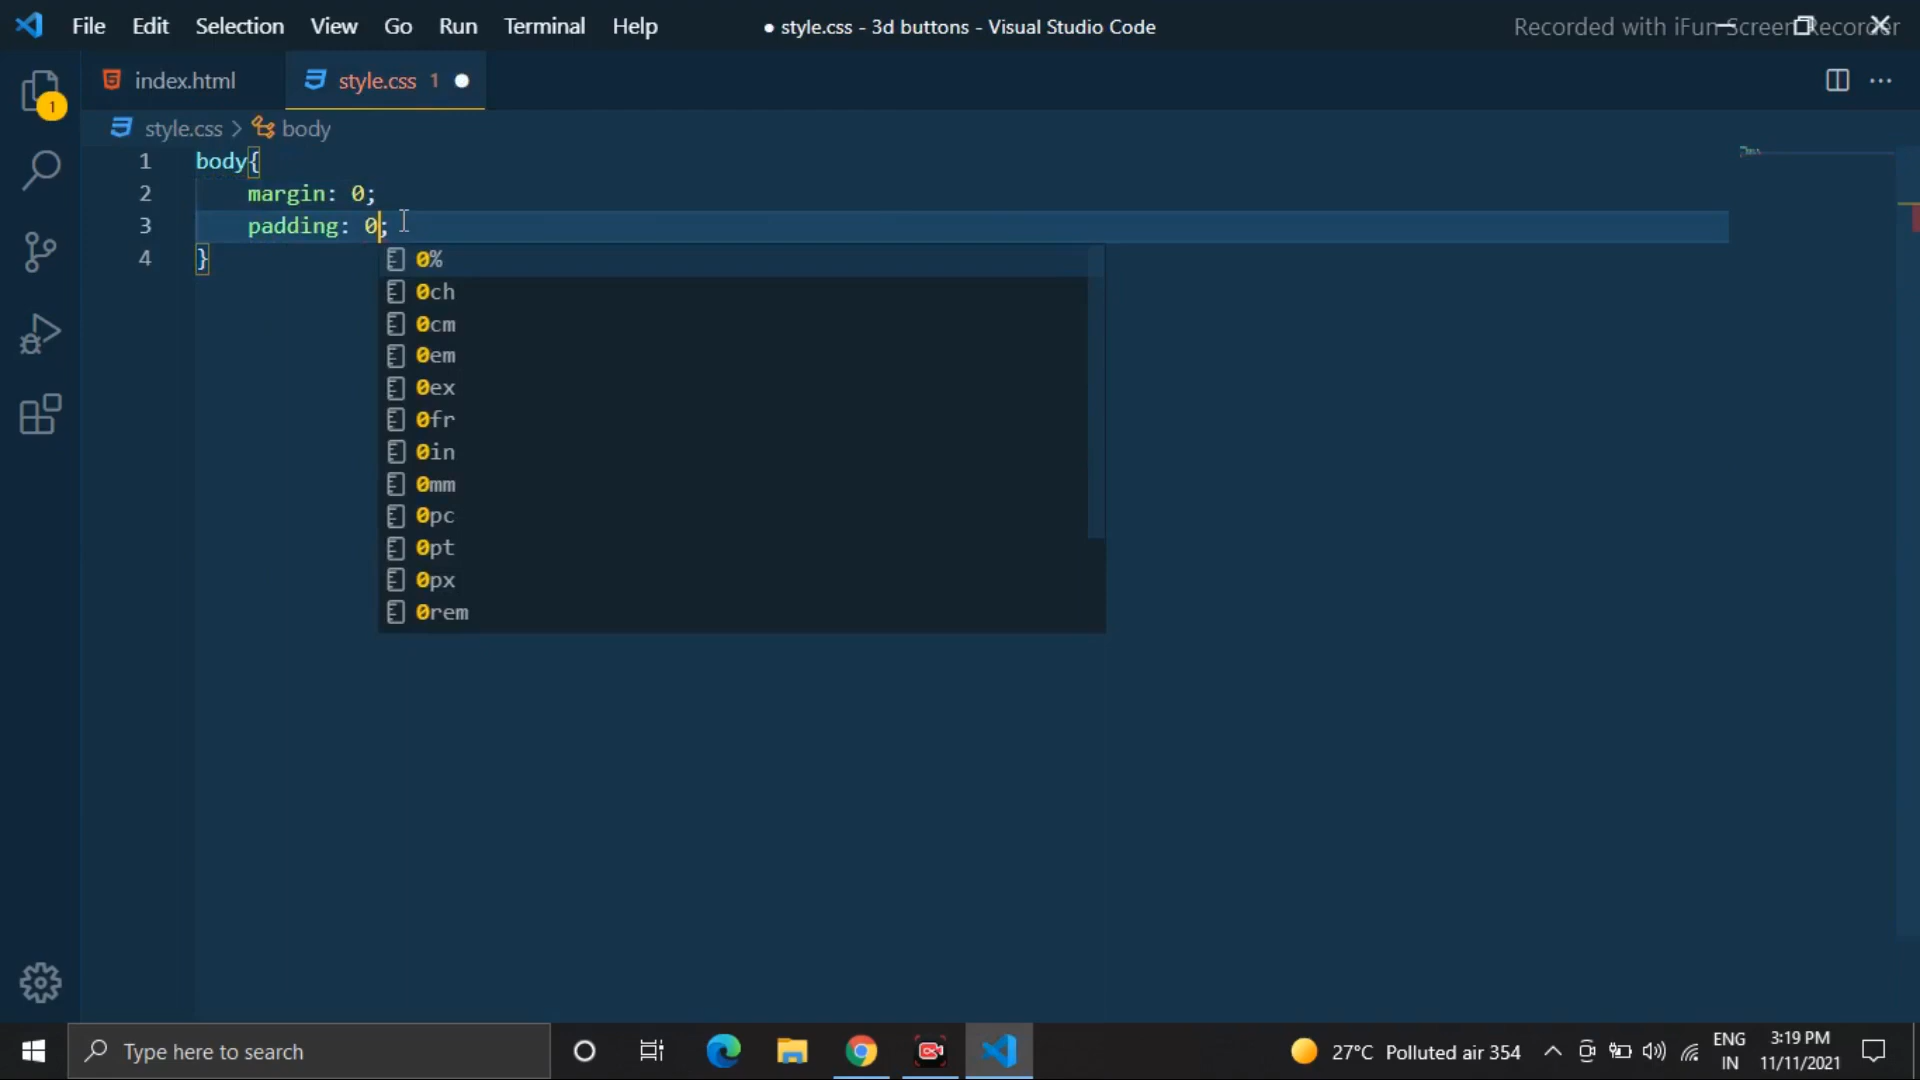 File Edit Selection View Go Run Terminal Help
● style.css - 3d buttons - Visual Studio Code
Recorded with iFun Screen Recorder
index.html
style.css 1
style.css > body
1 body{
2 margin: 0;
3 padding: 0;
4 }
0%
0ch
0cm
0em
0ex
0fr
0in
0mm
0pc
0pt
0px
0rem
1
Type here to search
27°C Polluted air 354
ENG
IN
3:19 PM
11/11/2021